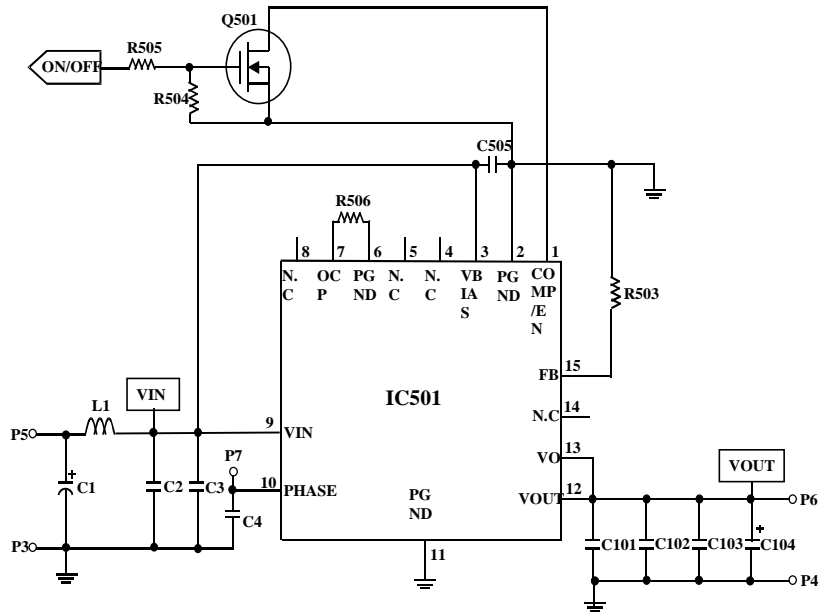 Q501
ON/OFF
R505
R504
C505
R506
8
7
6
5
4
3
2
1
N.
C
OC
P
PG
ND
N.
C
N.
C
VB
IA
S
PG
ND
CO
MP
/E
N
R503
15
FB
IC501
N.C
14
L1
VIN
9
VIN
P5
13
VO
P7
VOUT
10
PHASE
12
VOUT
P6
C1
C2
C3
C4
PG
ND
C101
C102
C103
C104
P3
11
P4